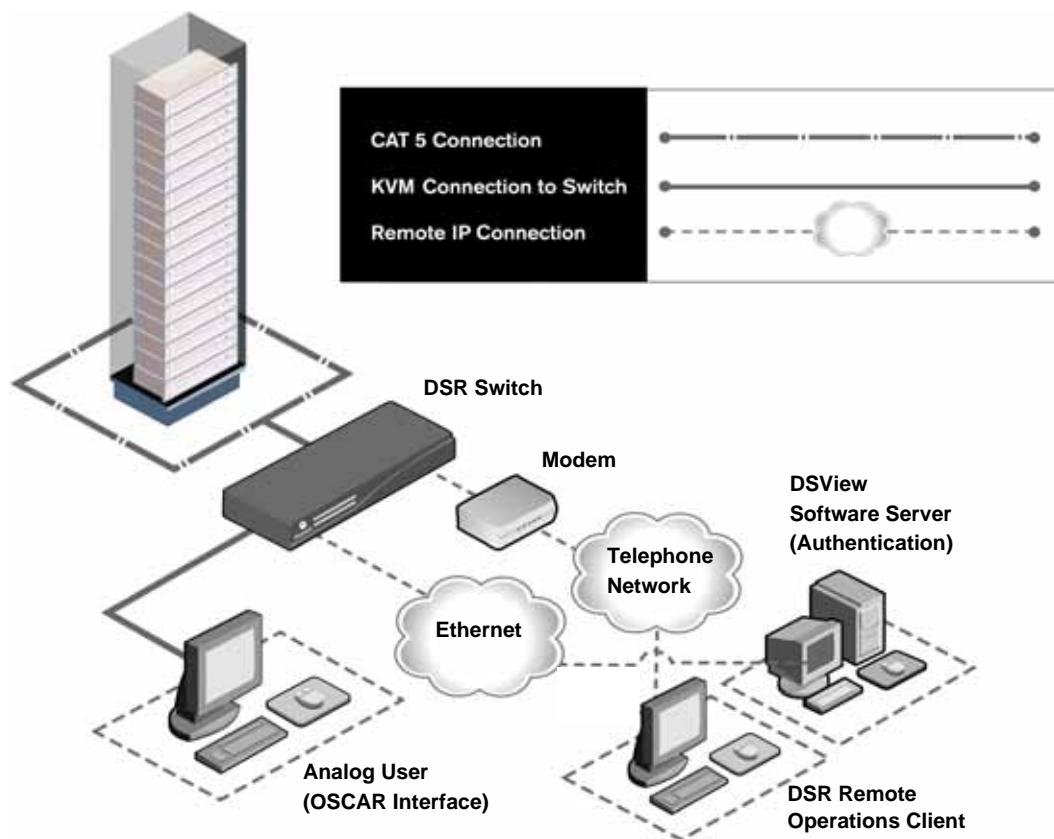 CAT 5 Connection
KVM Connection to Switch
Remote IP Connection
DSR Switch
Modem
DSView
Software Server
(Authentication)
Telephone
Network
Ethernet
Analog User
(OSCAR Interface)
DSR Remote
Operations Client